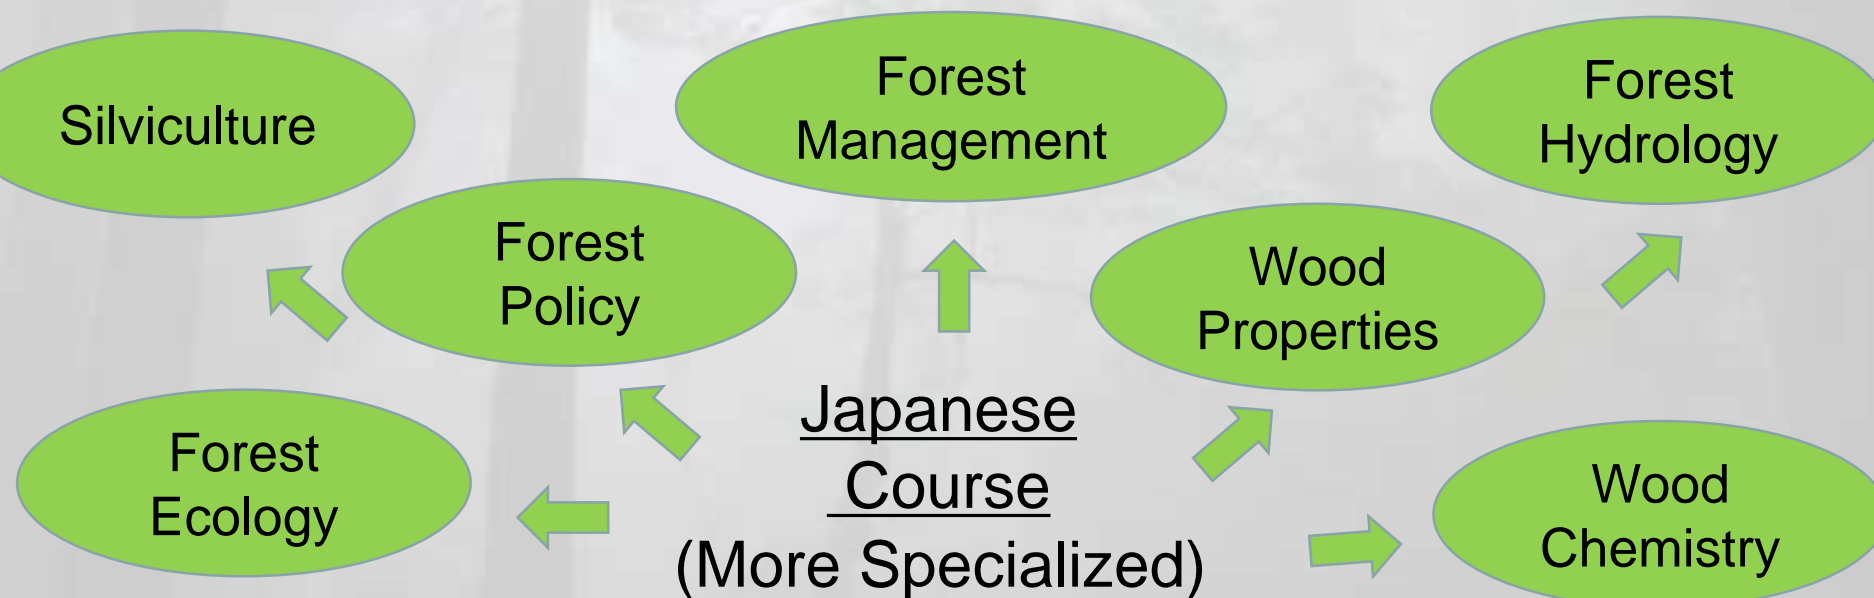 Silviculture
Forest
Management
Forest
Hydrology
Forest
Policy
Wood
Properties
Forest
Ecology
Japanese
Course
(More Specialized)
Wood
Chemistry